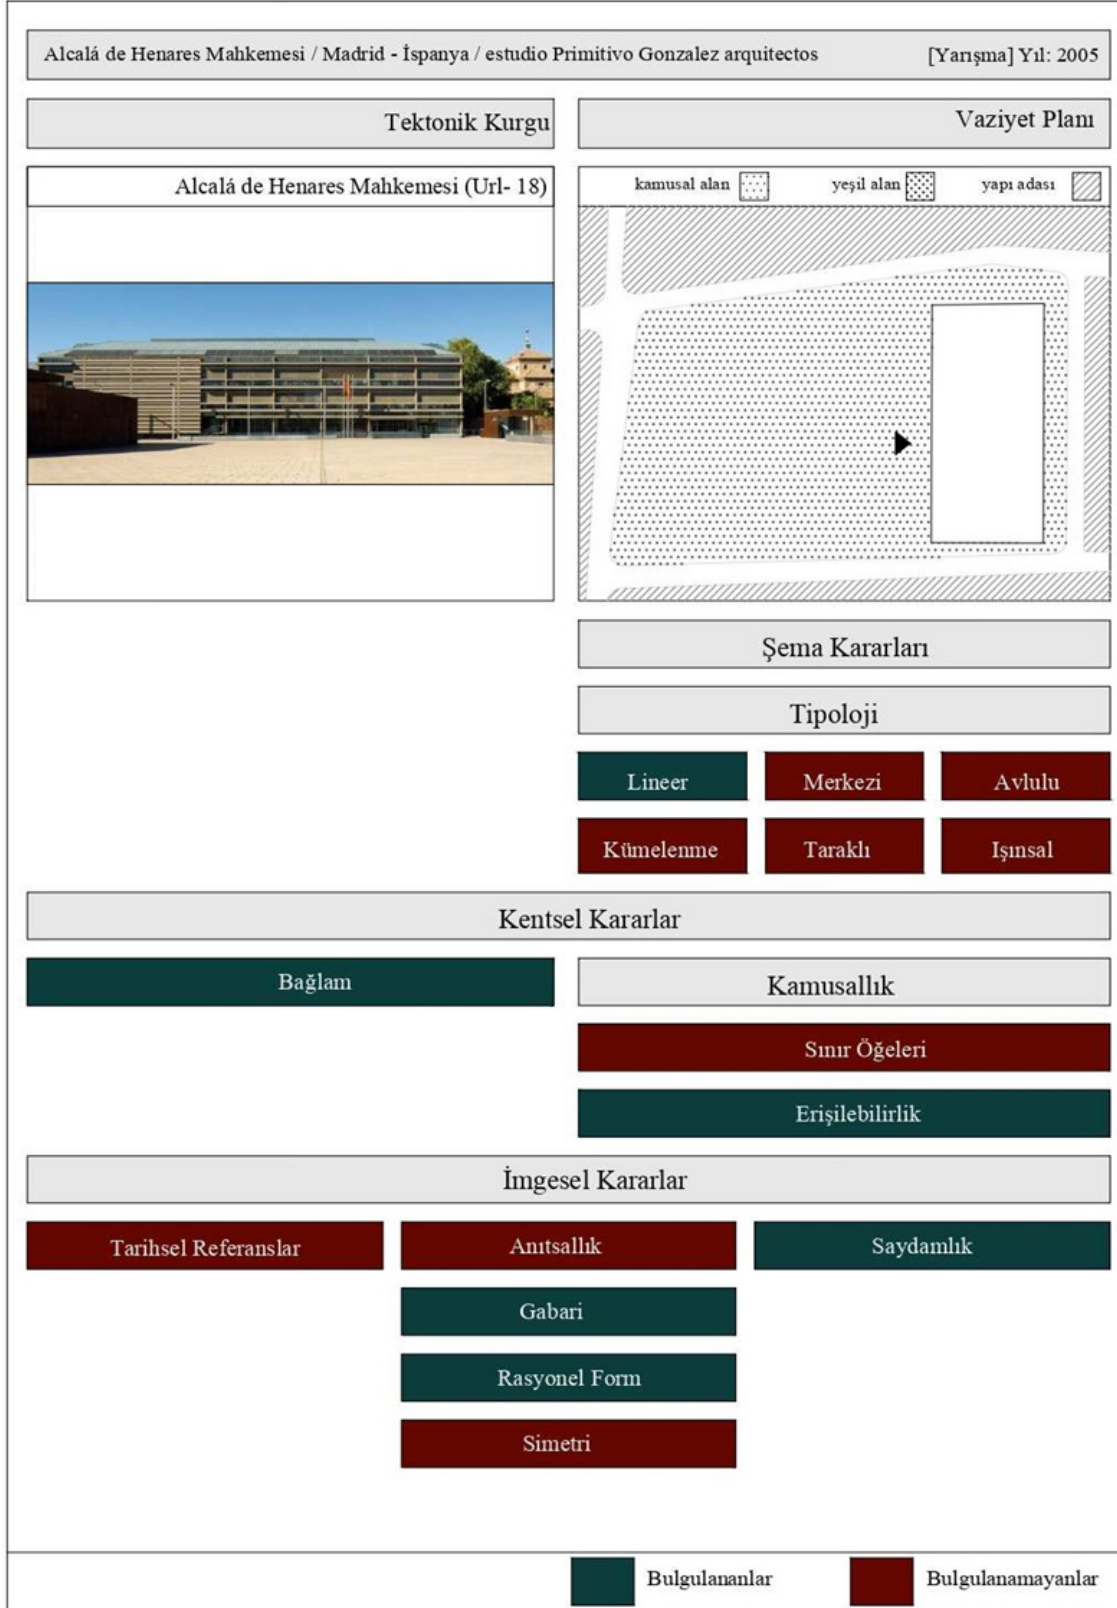 Alcalá de Henares Mahkemesi / Madrid - İspanya / estudio Primitivo Gonzalez arquitectos [Yarışma] Yıl: 2005
Tektonik Kurgu
Vaziyet Planı
Alcalá de Henares Mahkemesi (Url- 18)
kamusal alan yeşil alan yapı adası
Şema Kararları
Tipoloji
Lineer Merkezi Avlulu
Kümelenme Taraklı Işınsal
Kentsel Kararlar
Bağlam
Kamusallık
Sınır Öğeleri
Erişilebilirlik
İmgesel Kararlar
Tarihsel Referanslar Anıtsallık Saydamlık
Gabari
Rasyonel Form
Simetri
Bulgulananlar Bulgulanamayanlar